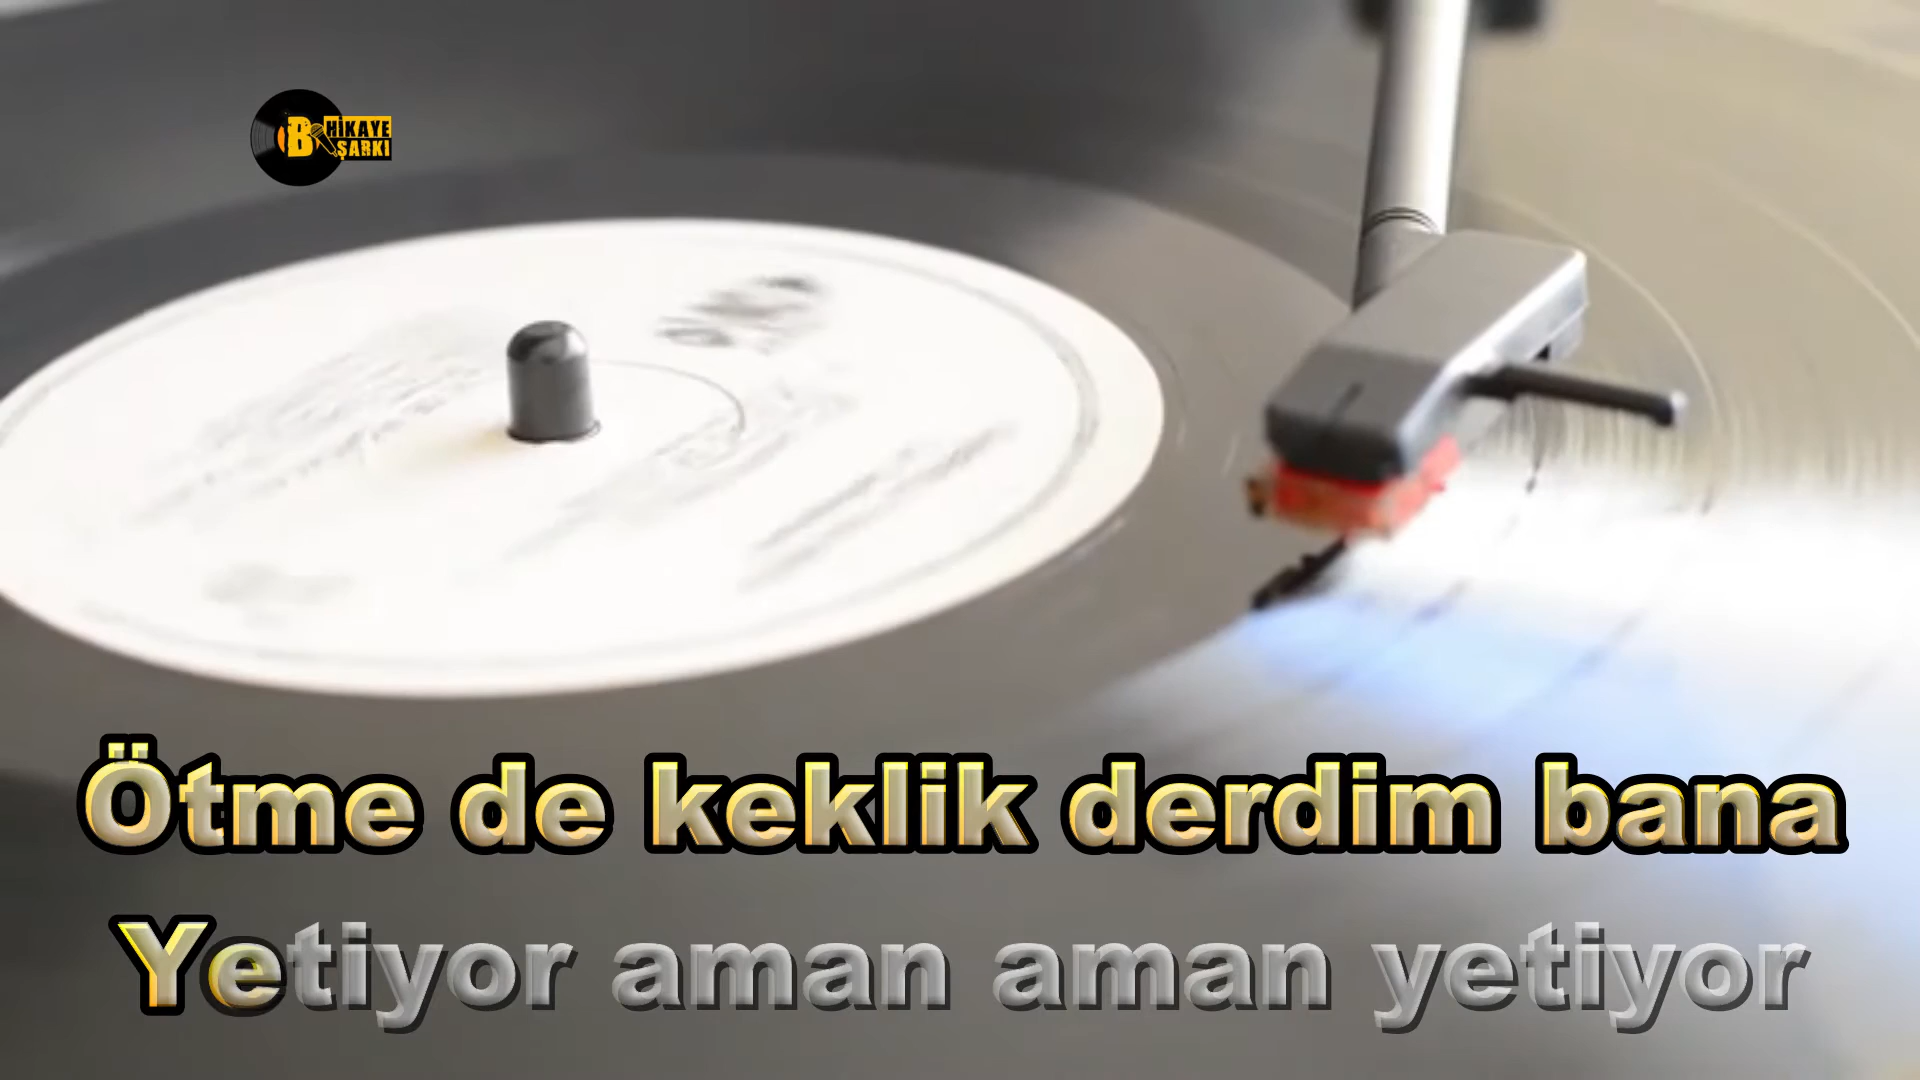 B HİKAYE
ŞARKI
Ötme de keklik derdim bana
Yetiyor aman aman yetiyor